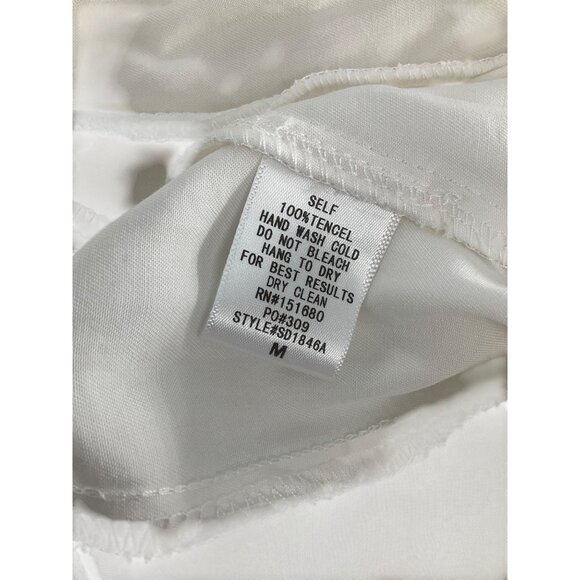 SELF
100%TENCEL
HAND WASH COLD
DO NOT BLEACH
HANG TO DRY
FOR BEST RESULTS
DRY CLEAN
RN#151680
PO#309
STYLE#SD1846A
M